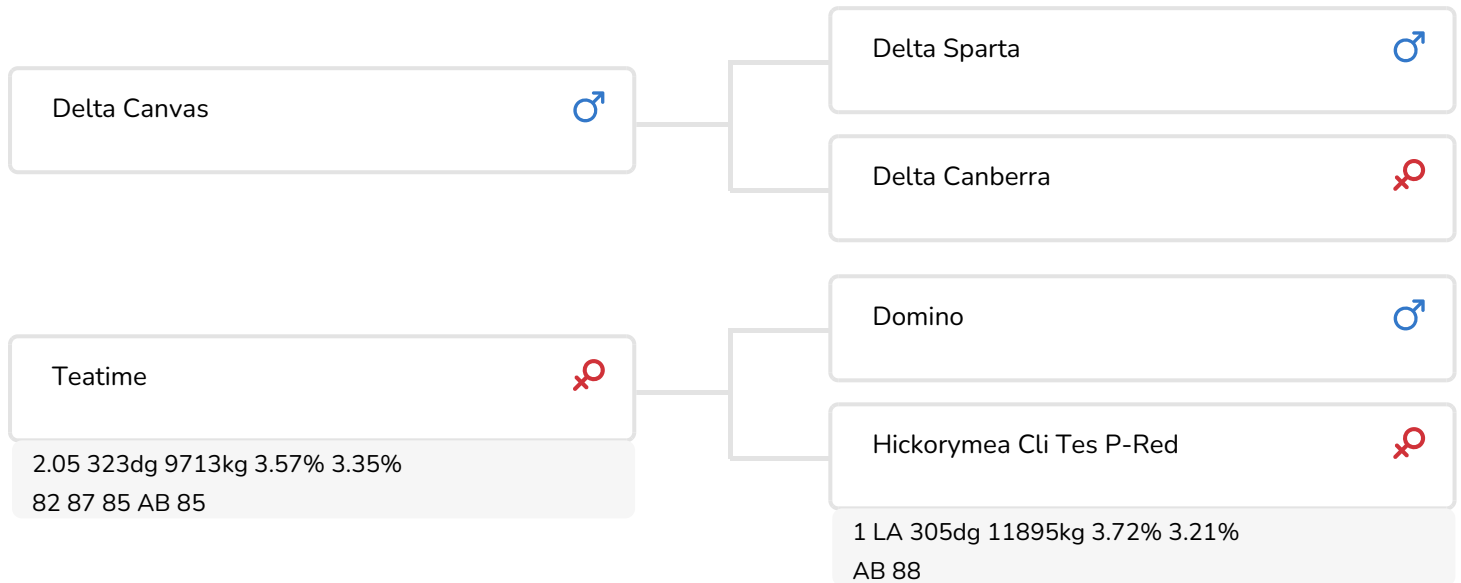 Delta Canvas
Delta Sparta
Delta Canberra
Teatime
2.05 323dg 9713kg 3.57% 3.35%
82 87 85 AB 85
Domino
Hickorymea Cli Tes P-Red
1 LA 305dg 11895kg 3.72% 3.21%
AB 88